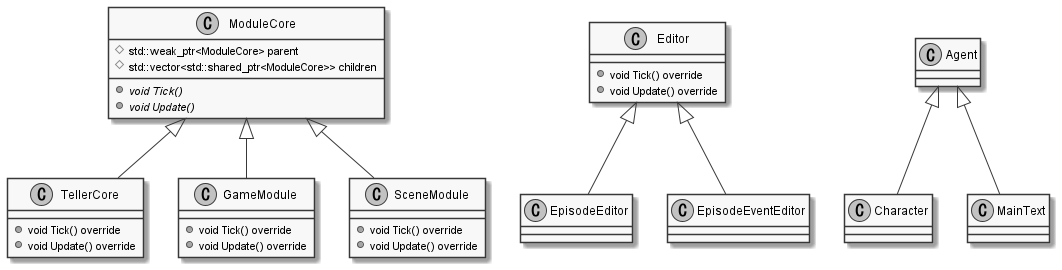 C ModuleCore
std::weak_ptr<ModuleCore> parent
std::vector<std::shared_ptr<ModuleCore>> children
void Tick()
void Update()
C TellerCore
void Tick() override
void Update() override
C GameModule
void Tick() override
void Update() override
C SceneModule
void Tick() override
void Update() override
C Editor
void Tick() override
void Update() override
C EpisodeEditor
C EpisodeEventEditor
C Agent
C Character
C MainText